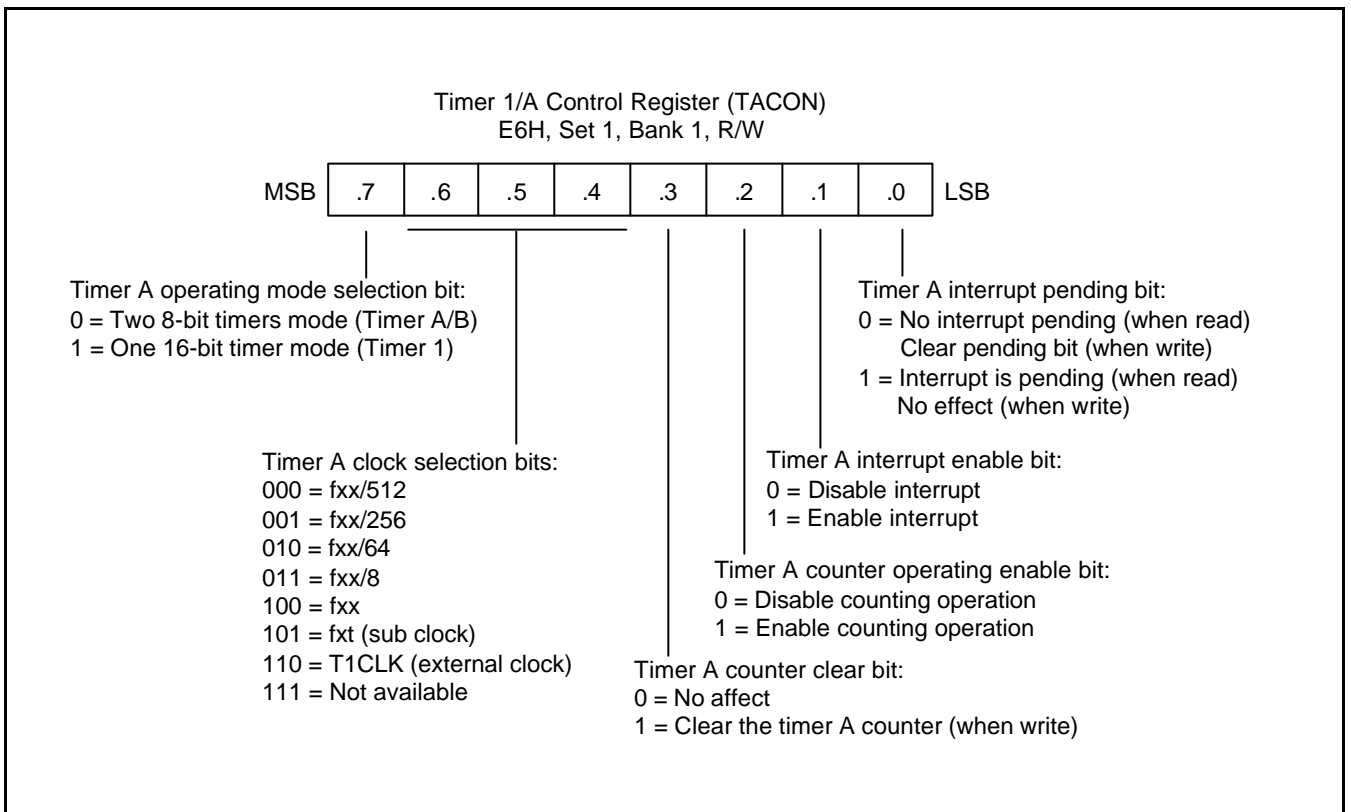 Timer 1/A Control Register (TACON)
E6H, Set 1, Bank 1, R/W
MSB .7 .6 .5 .4 .3 .2 .1 .0 LSB
Timer A operating mode selection bit:
0 = Two 8-bit timers mode (Timer A/B)
1 = One 16-bit timer mode (Timer 1)
Timer A interrupt pending bit:
0 = No interrupt pending (when read)
Clear pending bit (when write)
1 = Interrupt is pending (when read)
No effect (when write)
Timer A clock selection bits:
000 = fxx/512
001 = fxx/256
010 = fxx/64
011 = fxx/8
100 = fxx
101 = fxt (sub clock)
110 = T1CLK (external clock)
111 = Not available
Timer A interrupt enable bit:
0 = Disable interrupt
1 = Enable interrupt
Timer A counter operating enable bit:
0 = Disable counting operation
1 = Enable counting operation
Timer A counter clear bit:
0 = No affect
1 = Clear the timer A counter (when write)